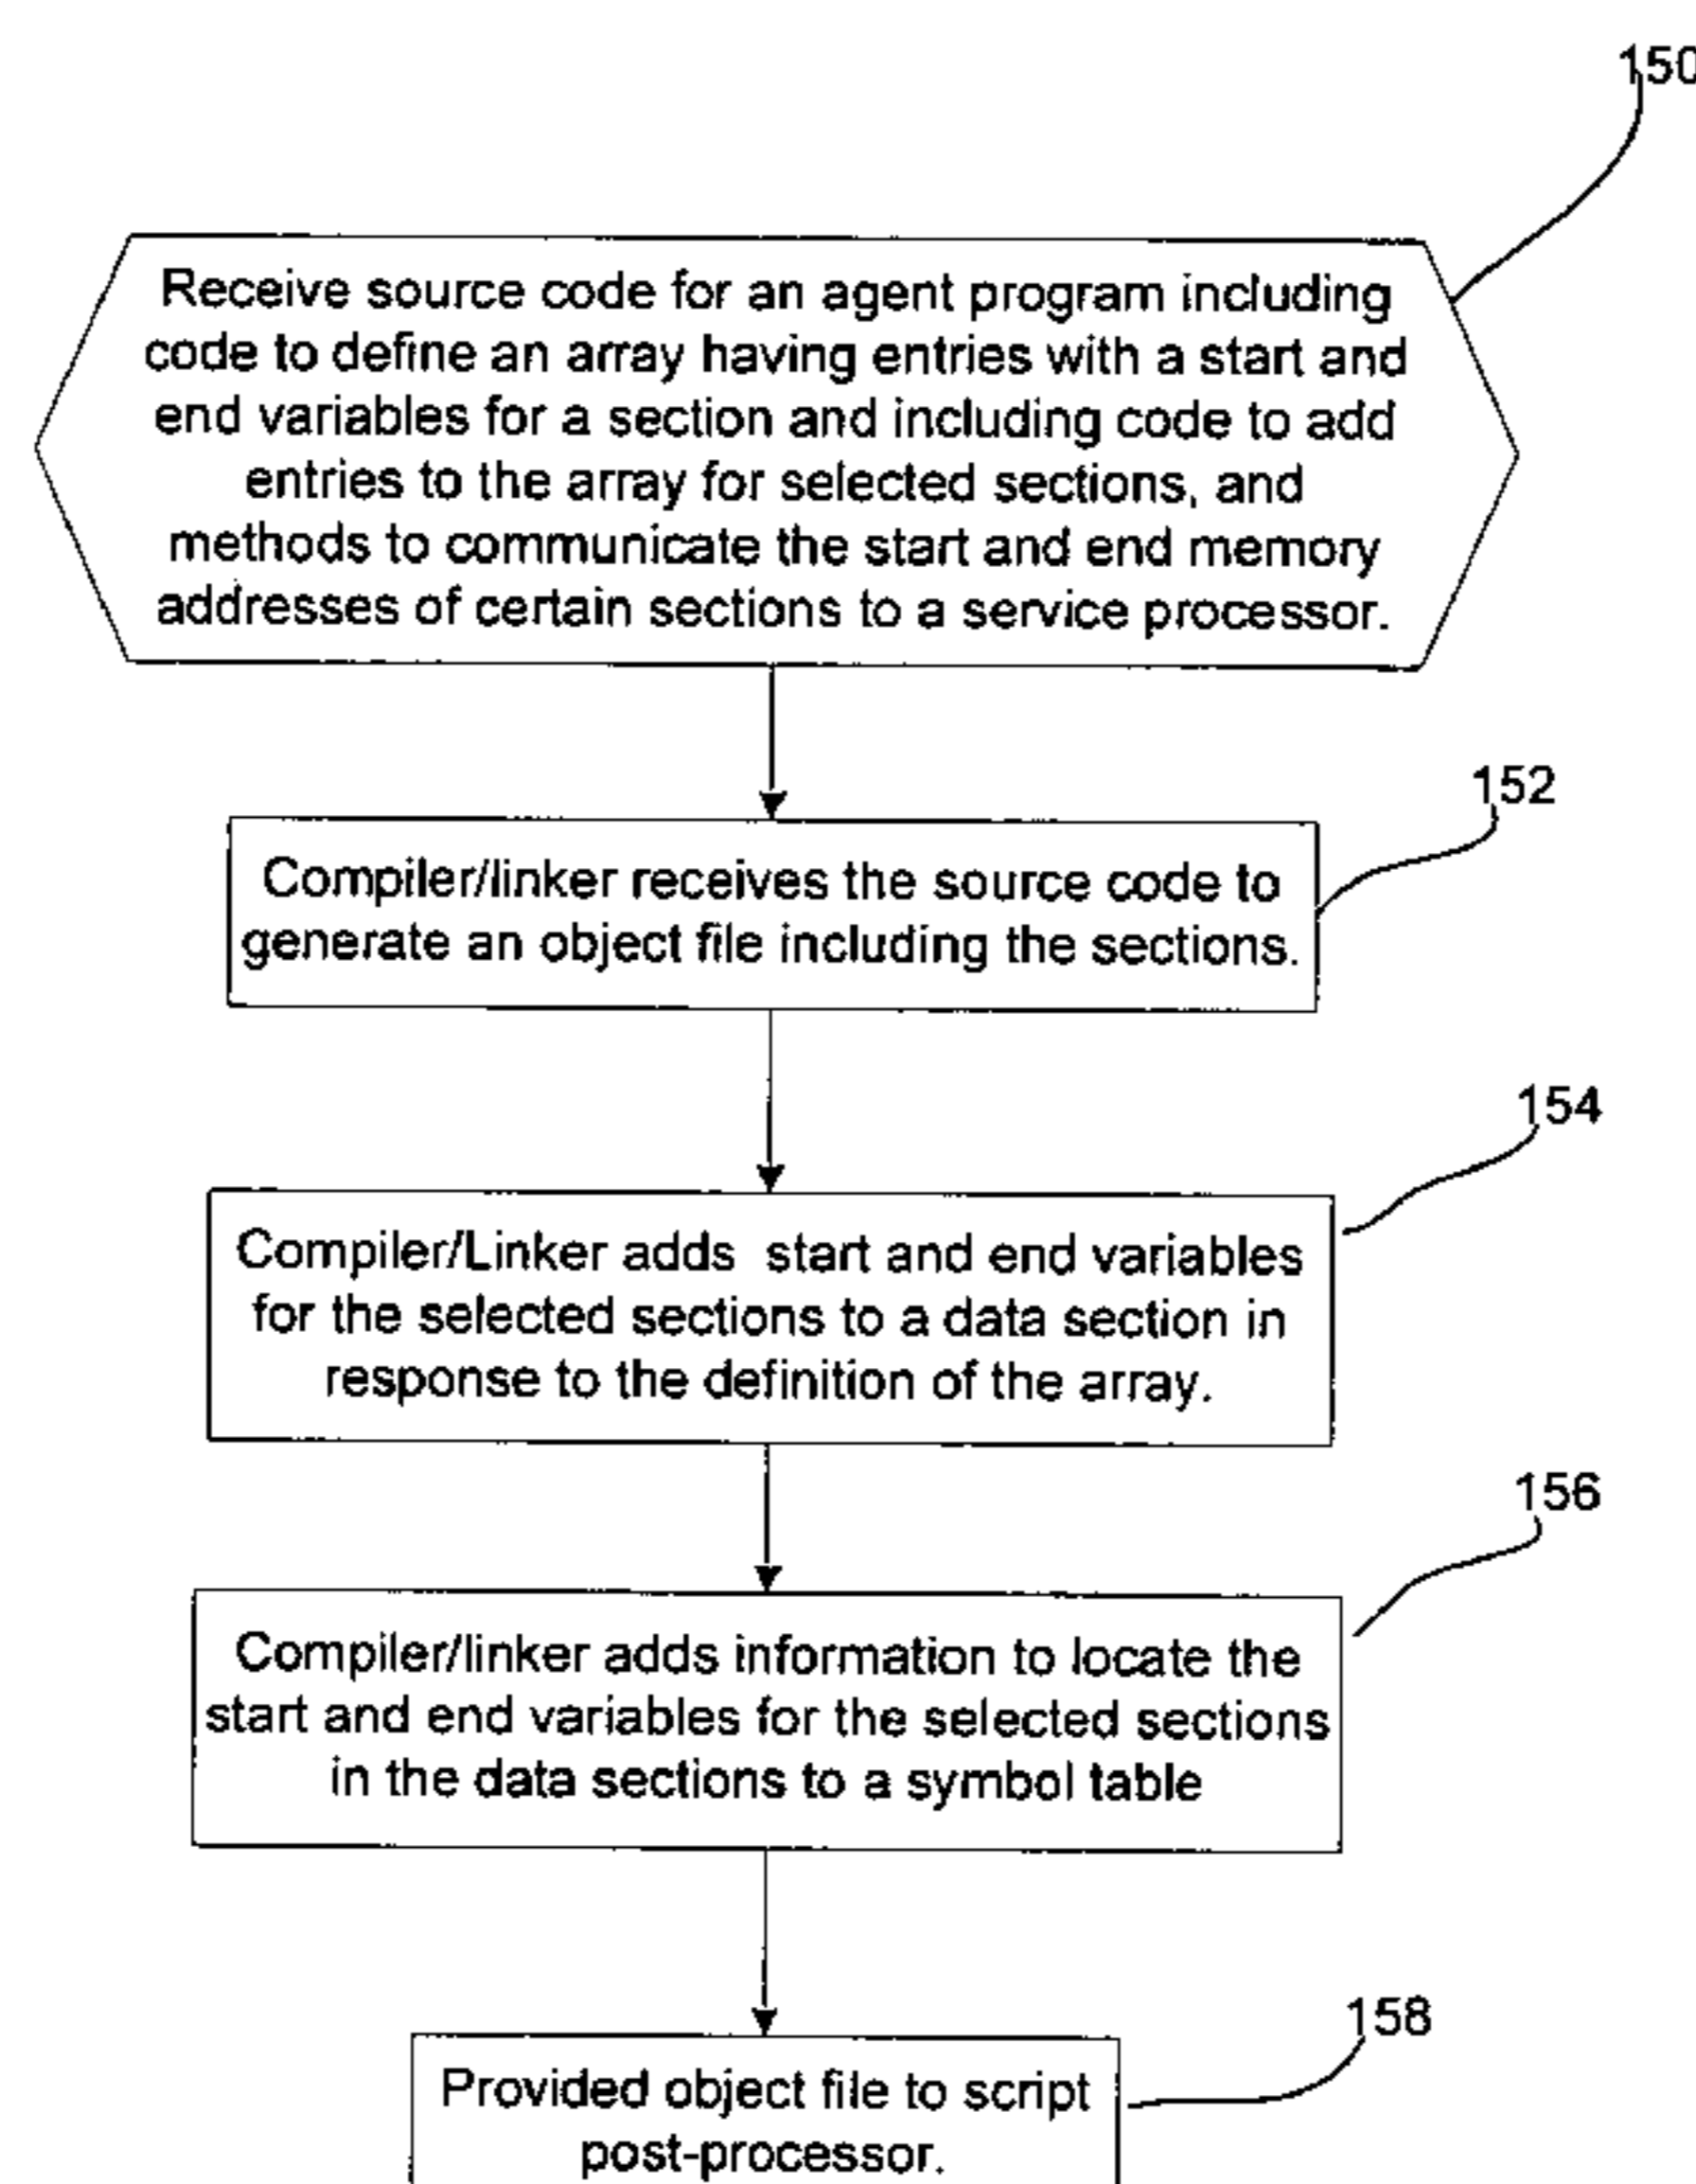 150
Receive source code for an agent program including
code to define an array having entries with a start and
end variables for a section and including code to add
entries to the array for selected sections, and
methods to communicate the start and end memory
addresses of certain sections to a service processor.
152
Compiler/linker receives the source code to
generate an object file including the sections.
154
Compiler/Linker adds start and end variables
for the selected sections to a data section in
response to the definition of the array.
156
Compiler/linker adds information to locate the
start and end variables for the selected sections
in the data sections to a symbol table
158
Provided object file to script
post-processor.